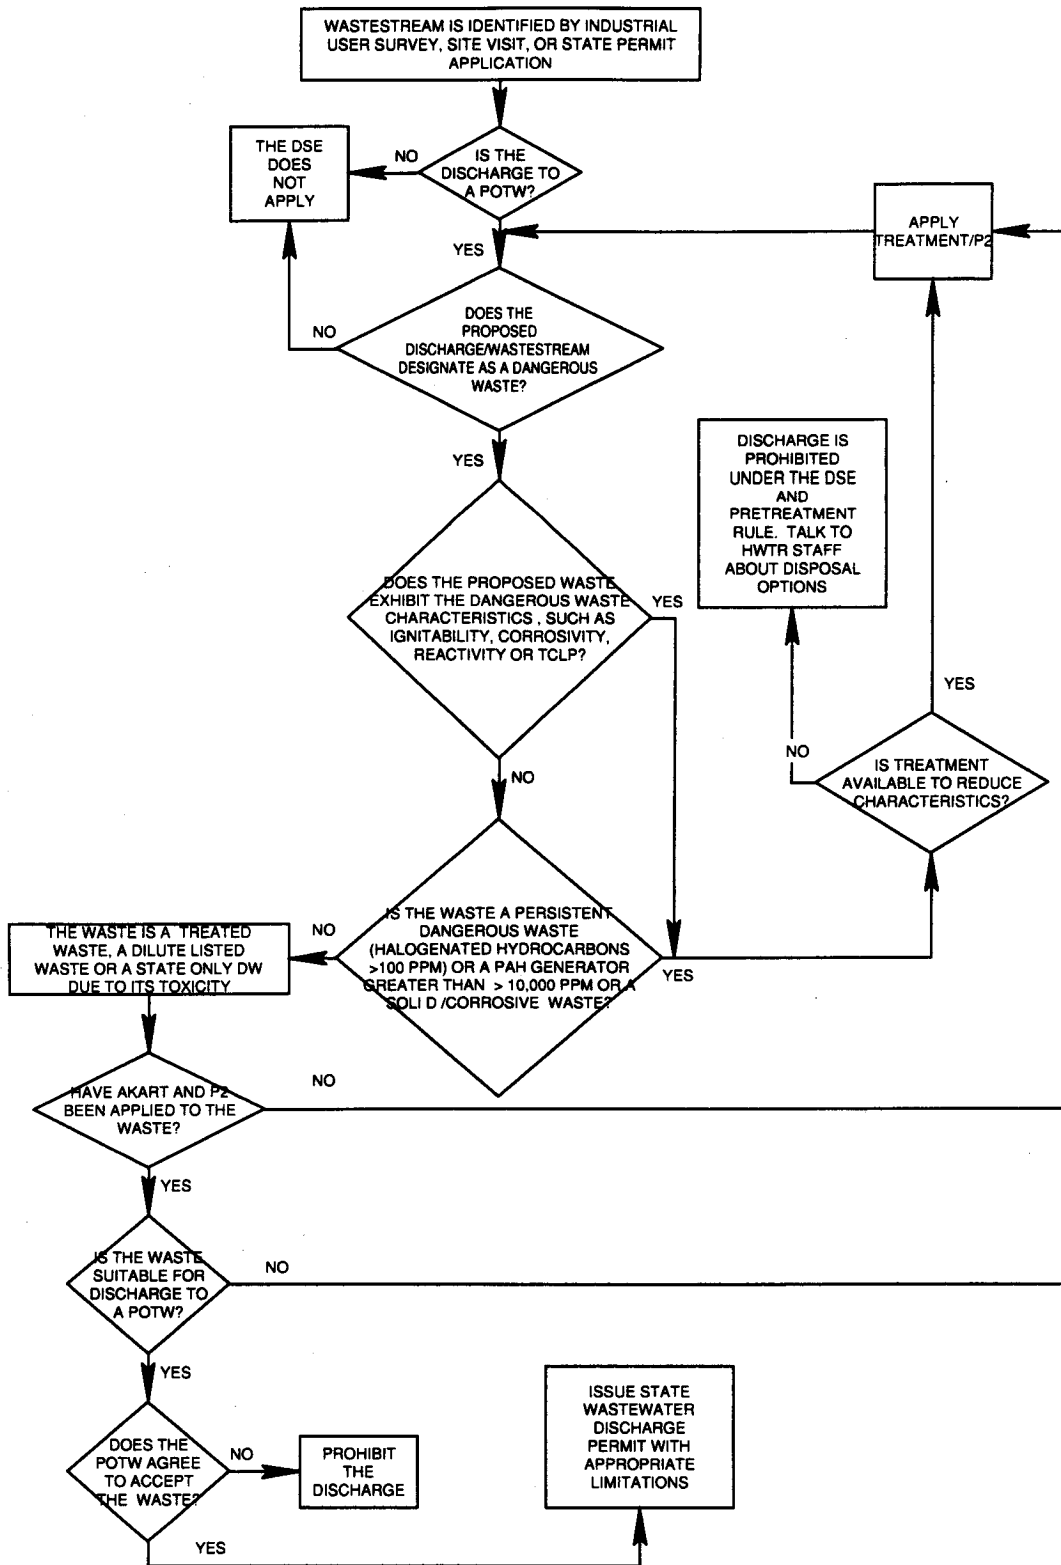 WASTESTREAM IS IDENTIFIED BY INDUSTRIAL
USER SURVEY, SITE VISIT, OR STATE PERMIT
APPLICATION
THE DSE
DOES
NOT
APPLY
NO
IS THE
DISCHARGE TO
A POTW?
APPLY
TREATMENT/P2
YES
NO
DOES THE
PROPOSED
DISCHARGE/WASTESTREAM
DESIGNATE AS A DANGEROUS
WASTE?
YES
DISCHARGE IS
PROHIBITED
UNDER THE DSE
AND
PRETREATMENT
RULE. TALK TO
HWTR STAFF
ABOUT DISPOSAL
OPTIONS
DOES THE PROPOSED WASTE
EXHIBIT THE DANGEROUS WASTE
CHARACTERISTICS , SUCH AS
IGNITABILITY, CORROSIVITY,
REACTIVITY OR TCLP?
YES
YES
NO
NO
IS TREATMENT
AVAILABLE TO REDUCE
CHARACTERISTICS?
IS THE WASTE A PERSISTENT
DANGEROUS WASTE
(HALOGENATED HYDROCARBONS
>100 PPM) OR A PAH GENERATOR
GREATER THAN > 10,000 PPM OR A
SOLI D /CORROSIVE WASTE?
NO
YES
THE WASTE IS A TREATED
WASTE, A DILUTE LISTED
WASTE OR A STATE ONLY DW
DUE TO ITS TOXICITY
HAVE AKART AND P2
BEEN APPLIED TO THE
WASTE?
NO
YES
IS THE WASTE
SUITABLE FOR
DISCHARGE TO
A POTW?
NO
YES
DOES THE
POTW AGREE
TO ACCEPT
THE WASTE?
NO
PROHIBIT
THE
DISCHARGE
ISSUE STATE
WASTEWATER
DISCHARGE
PERMIT WITH
APPROPRIATE
LIMITATIONS
YES